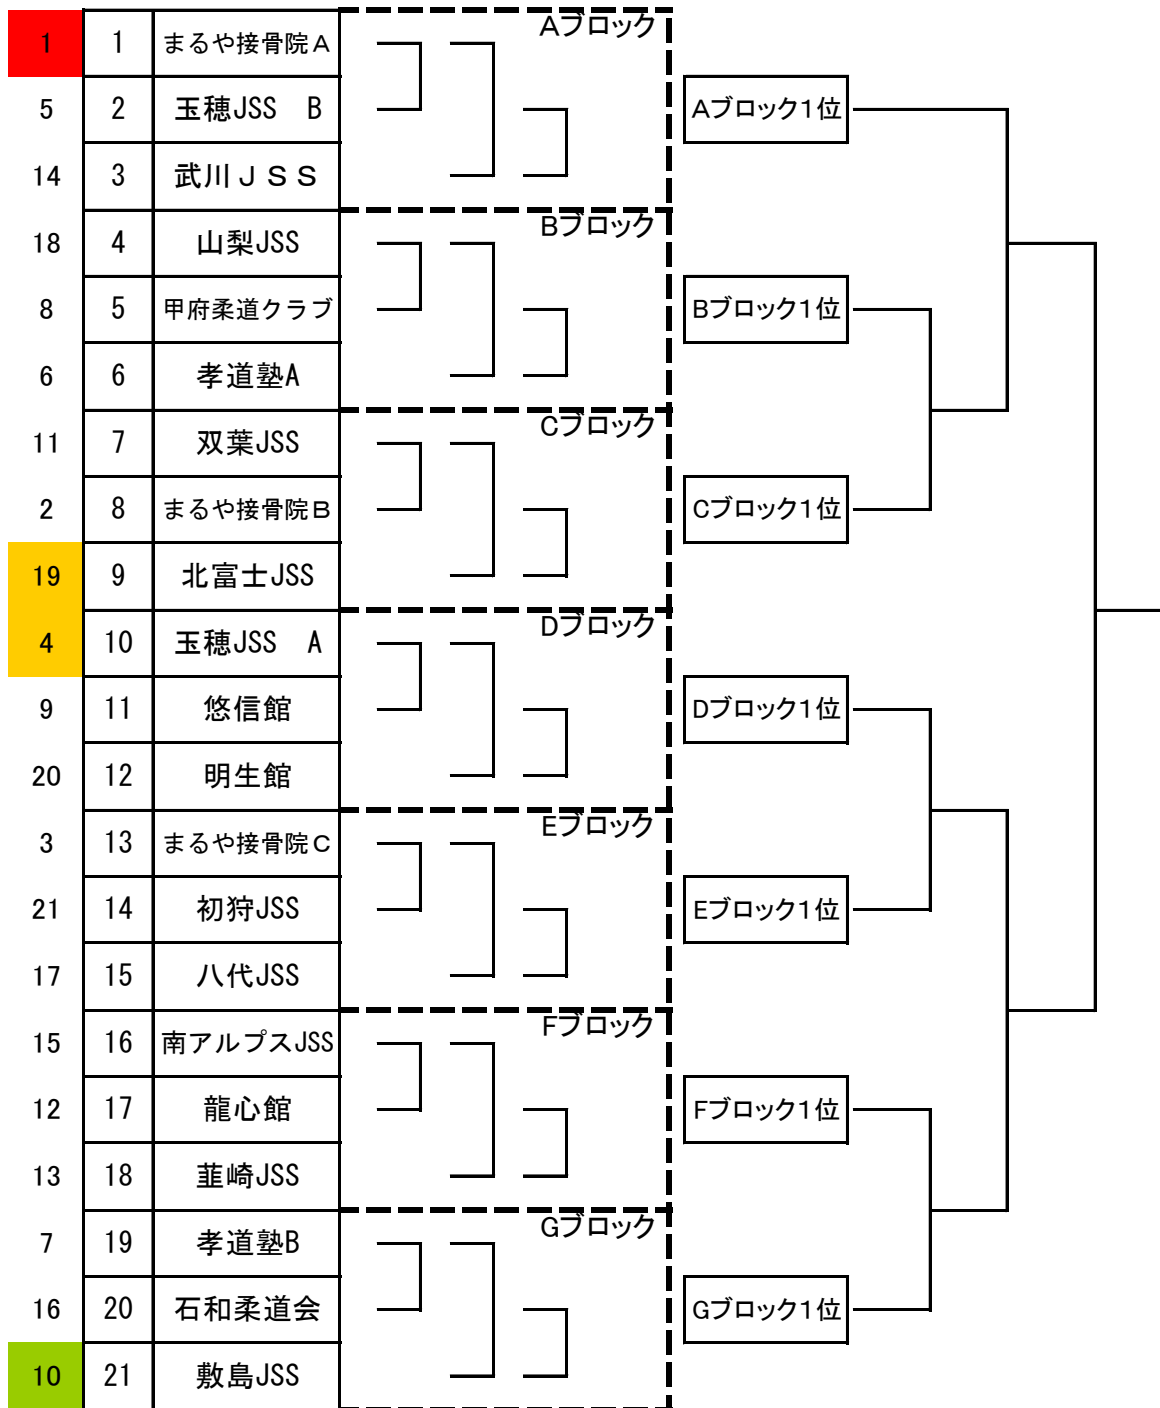 Aブロック
1 1 まるや接骨院A
5 2 玉穂JSS B Aブロック1位
14 3 武川JSS
Bブロック
18 4 山梨JSS
8 5 甲府柔道クラブ Bブロック1位
6 6 孝道塾A
Cブロック
11 7 双葉JSS
2 8 まるや接骨院B Cブロック1位
19 9 北富士JSS
Dブロック
4 10 玉穂JSS A
9 11 悠信館 Dブロック1位
20 12 明生館
Eブロック
3 13 まるや接骨院C
21 14 初狩JSS Eブロック1位
17 15 八代JSS
Fブロック
15 16 南アルプスJSS
12 17 龍心館 Fブロック1位
13 18 韮崎JSS
Gブロック
7 19 孝道塾B
16 20 石和柔道会 Gブロック1位
10 21 敷島JSS